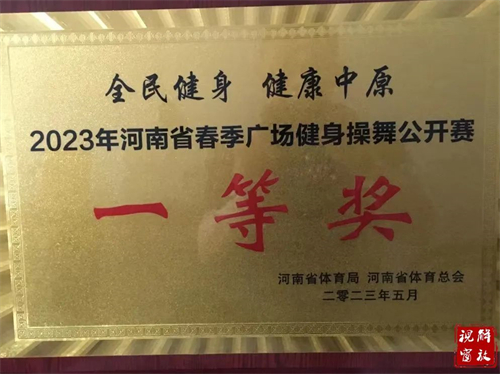 全民健身 健康中原
2023年河南省春季广场健身操舞公开赛
一等奖
河南省体育局 河南省体育总会
二零二三年五月
解放
视窗